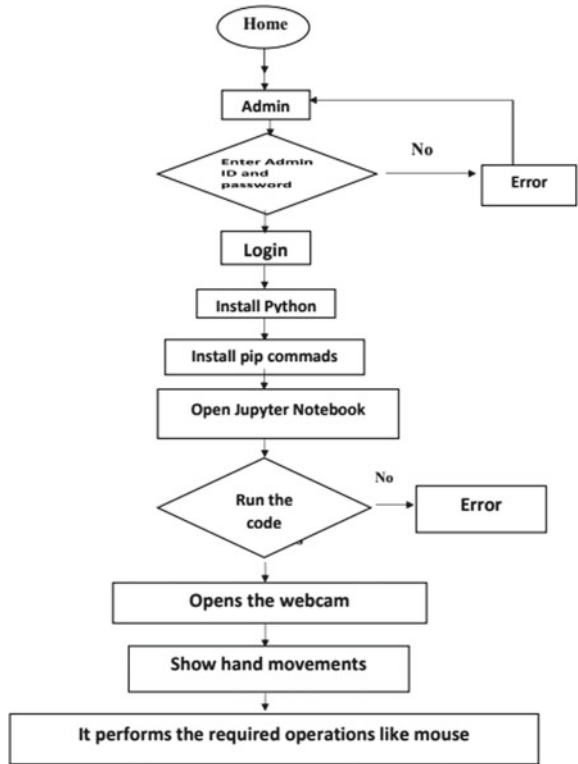 Home
Admin
Enter Admin
ID and
password
No
Error
Login
Install Python
Install pip commads
Open Jupyter Notebook
Run the
code
No
Error
Opens the webcam
Show hand movements
It performs the required operations like mouse